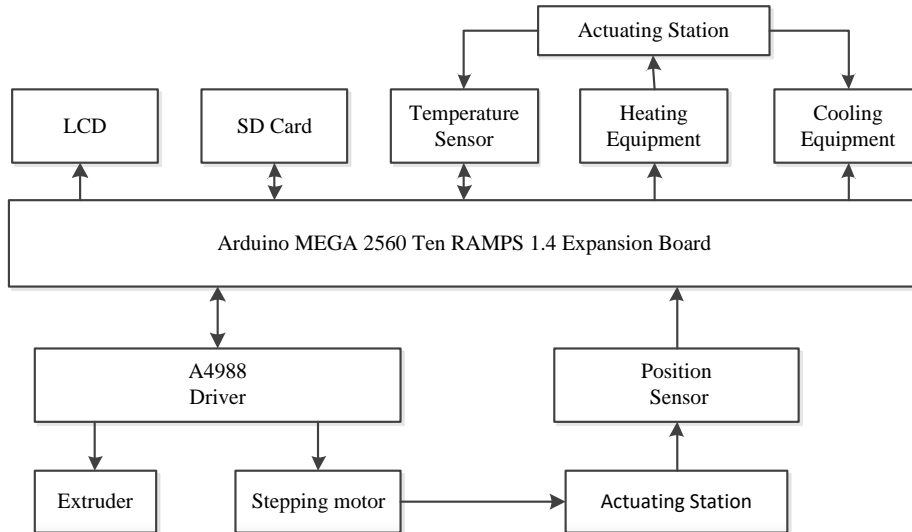 Actuating Station
LCD
SD Card
Temperature
Sensor
Heating
Equipment
Cooling
Equipment
Arduino MEGA 2560 Ten RAMPS 1.4 Expansion Board
A4988
Driver
Position
Sensor
Extruder
Stepping motor
Actuating Station